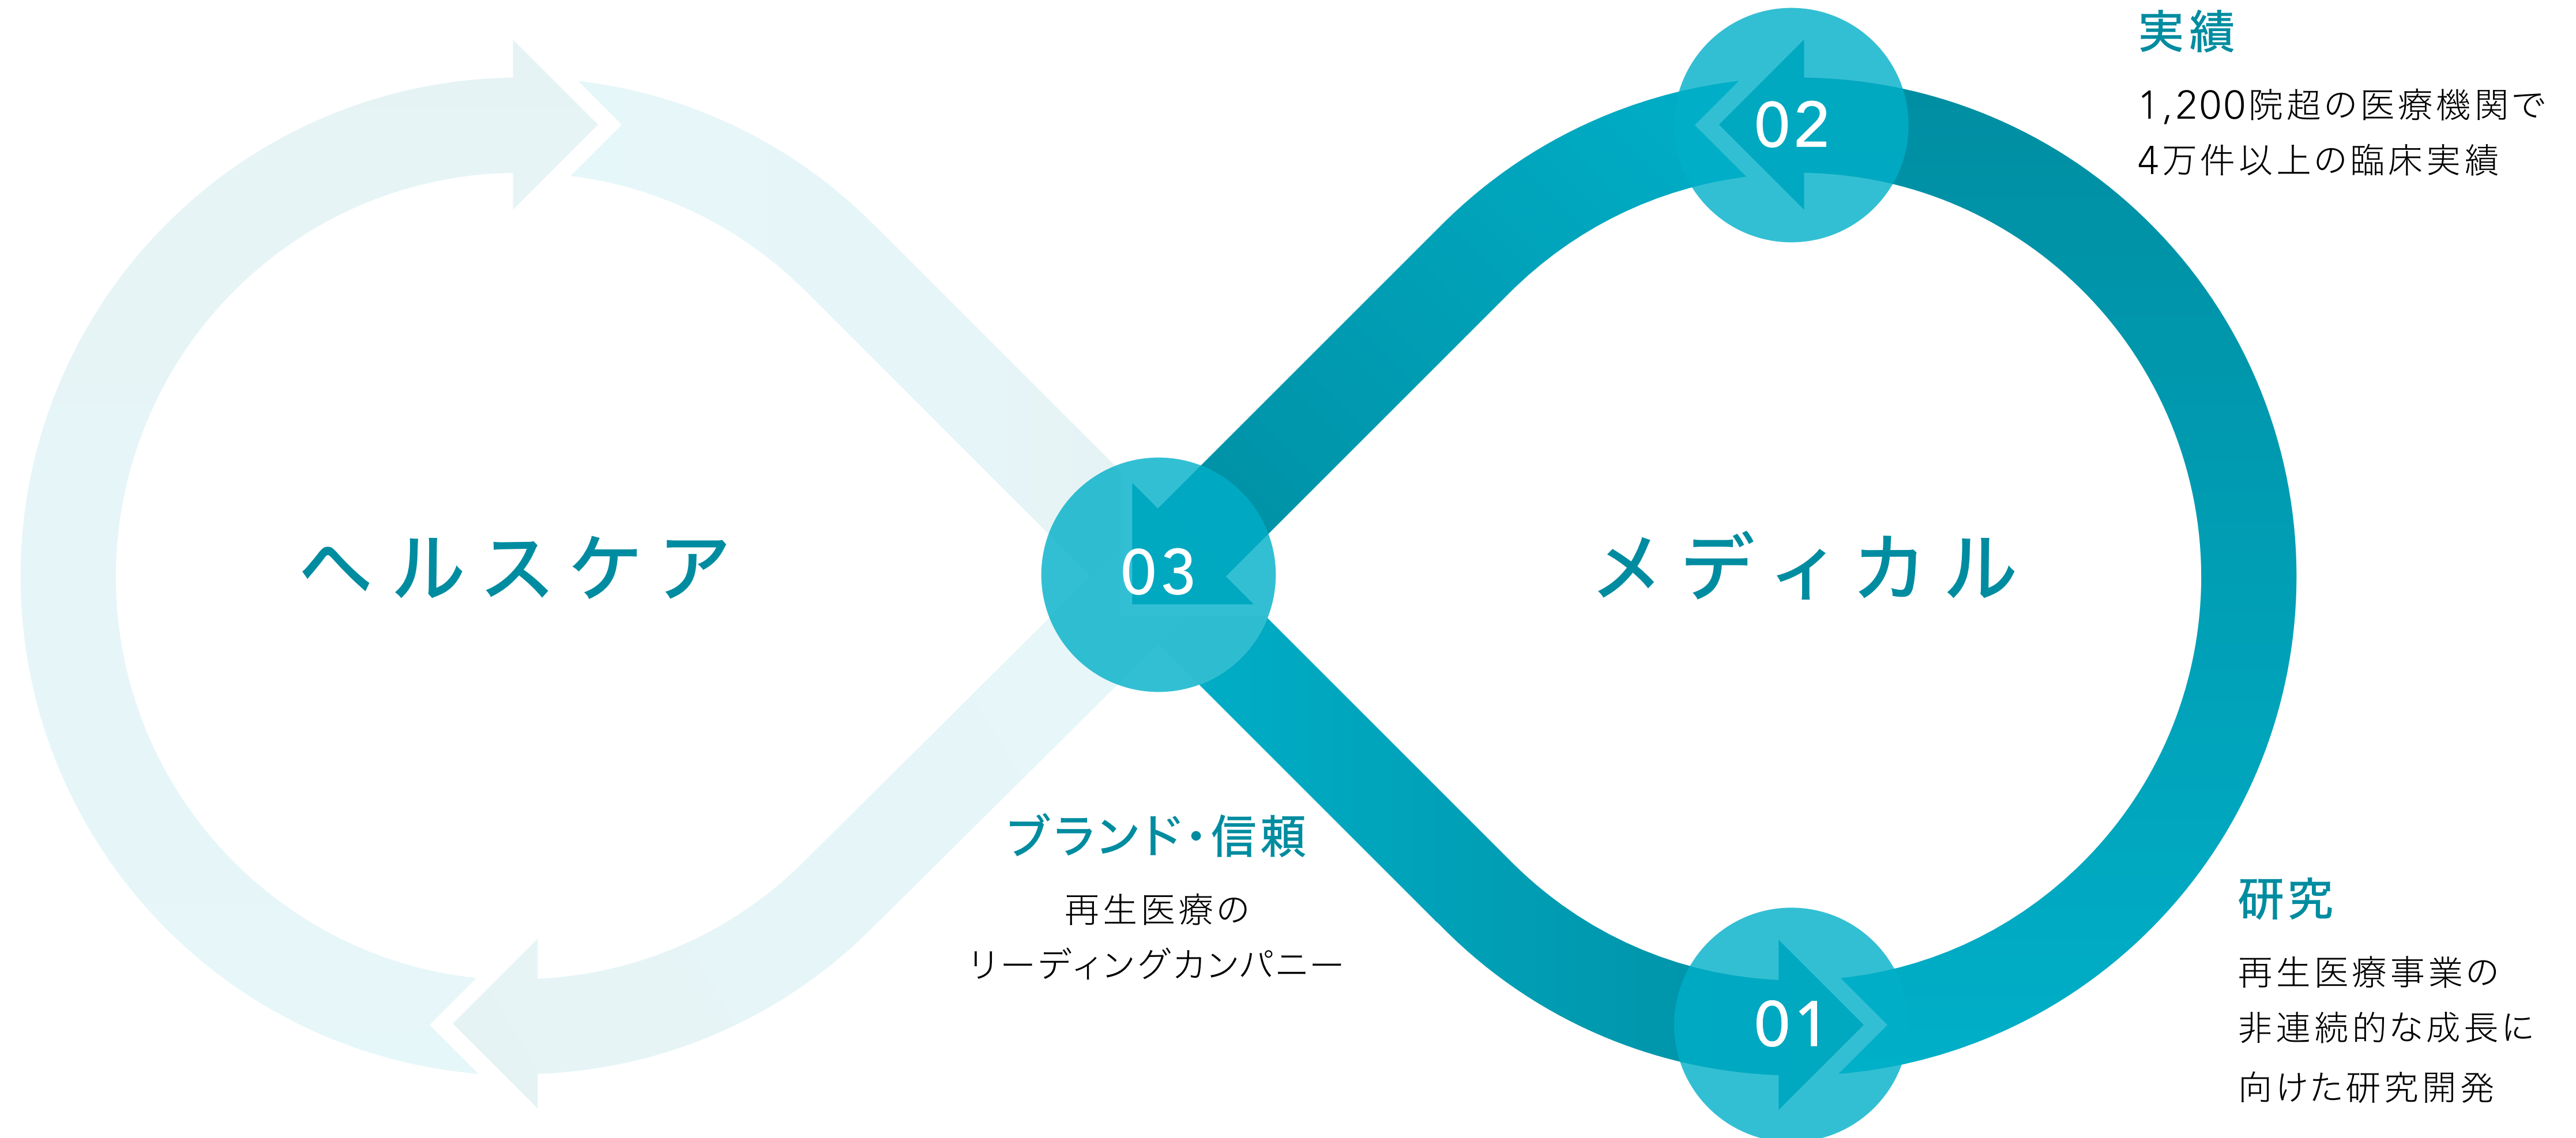 実績
1,200院超の医療機関で
4万件以上の臨床実績
02
ヘルスケア
03
メディカル
ブランド・信頼
再生医療の
リーディングカンパニー
01
研究
再生医療事業の
非連続的な成長に
向けた研究開発